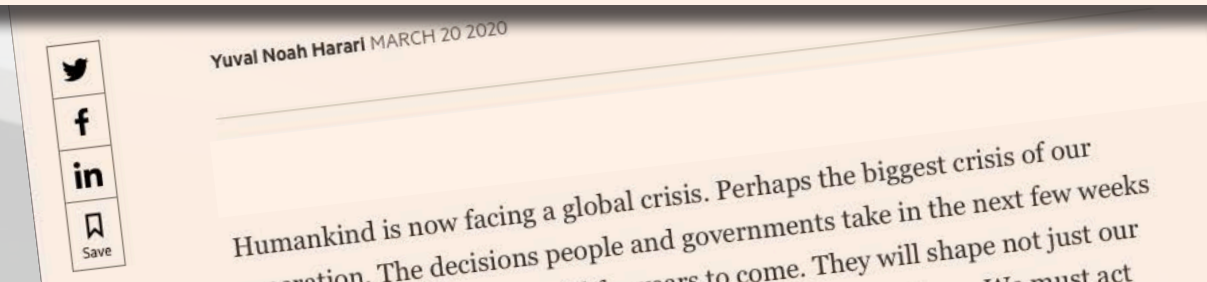 Yuval Noah Harari MARCH 20 2020
Save
Humankind is now facing a global crisis. Perhaps the biggest crisis of our
The decisions people and governments take in the next few weeks
to come. They will shape not just our
We must act